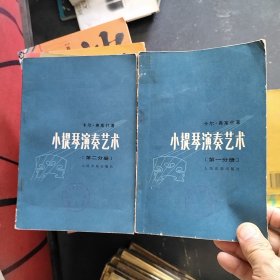 卡尔·弗莱什著
小提琴演奏艺术
（第二分册）
人民音乐出版社
卡尔·弗莱什著
小提琴演奏艺术
（第一分册）
人民音乐出版社